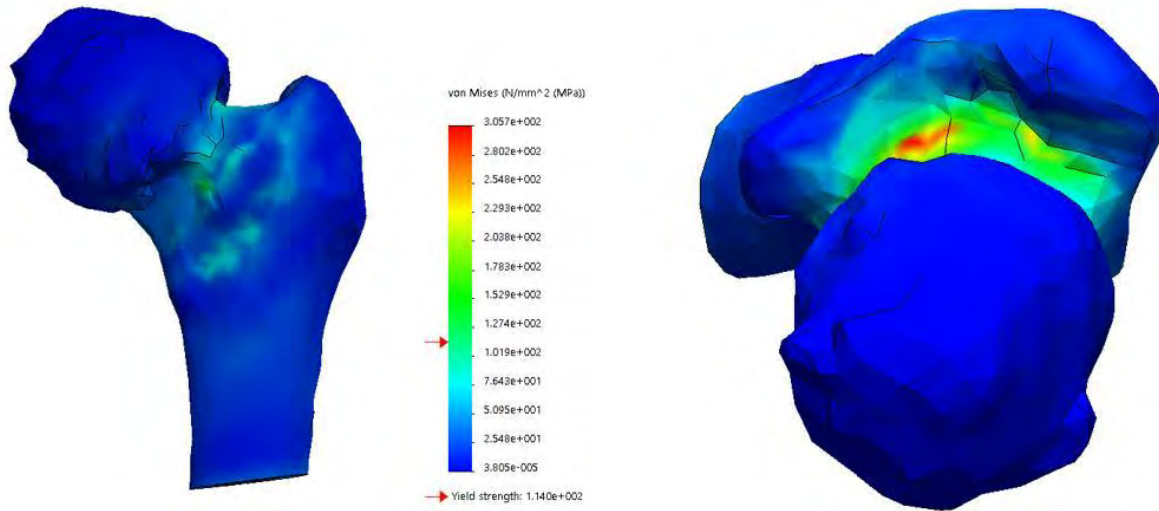 von Mises (N/mm^2 (MPa))
3.057e+002
2.802e+002
2.548e+002
2.293e+002
2.038e+002
1.783e+002
1.529e+002
1.274e+002
1.019e+002
7.643e+001
5.095e+001
2.548e+001
3.805e-005
Yield strength: 1.140e+002